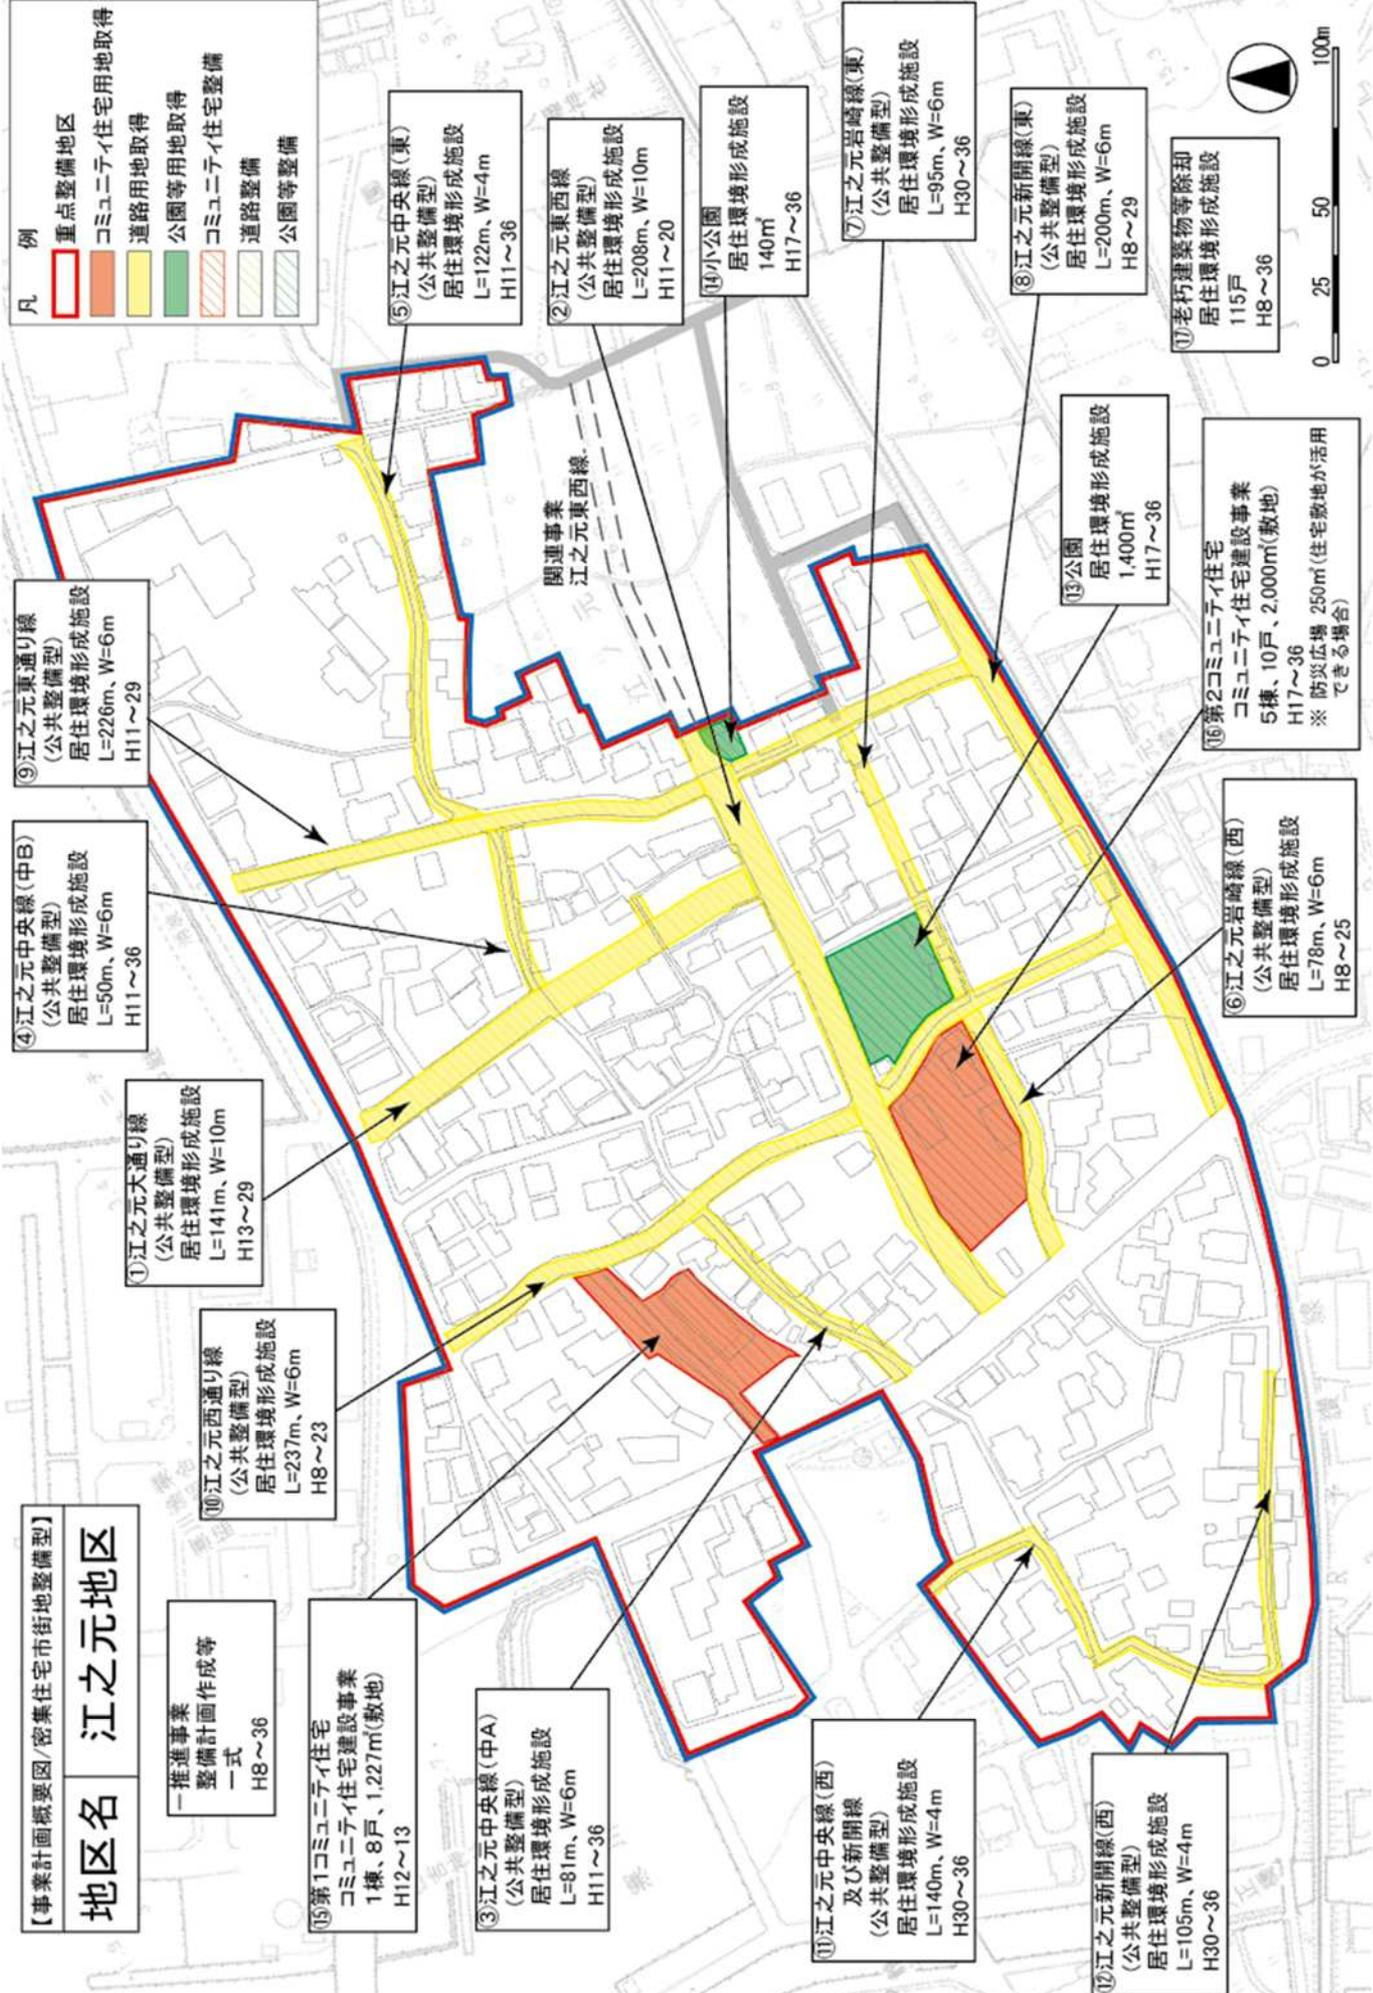 【事業計画概要図/密集住宅市街地整備型】
地区名
江之元地区
一推進事業
整備計画作成等
一式
H8～36
⑮第1コミュニティ住宅
コミュニティ住宅建設事業
1棟、8戸、1,227㎡(敷地)
H12～13
③江之元中央線(中A)
(公共整備型)
居住環境形成施設
L=81m、W=6m
H11～36
⑪江之元中央線(西)
及び新開線
(公共整備型)
居住環境形成施設
L=140m、W=4m
H30～36
⑫江之元新開線(西)
(公共整備型)
居住環境形成施設
L=105m、W=4m
H30～36
⑩江之元西通り線
(公共整備型)
居住環境形成施設
L=237m、W=6m
H8～23
①江之元大通り線
(公共整備型)
居住環境形成施設
L=141m、W=10m
H13～29
④江之元中央線(中B)
(公共整備型)
居住環境形成施設
L=50m、W=6m
H11～36
⑨江之元東通り線
(公共整備型)
居住環境形成施設
L=226m、W=6m
H11～29
凡 例
重点整備地区
コミュニティ住宅用地取得
道路用地取得
公園等用地取得
コミュニティ住宅整備
道路整備
公園等整備
⑤江之元中央線(東)
(公共整備型)
居住環境形成施設
L=122m、W=4m
H11～36
関連事業
江之元東西線
②江之元東西線
(公共整備型)
居住環境形成施設
L=208m、W=10m
H11～20
⑭小公園
居住環境形成施設
140㎡
H17～36
⑦江之元岩崎線(東)
(公共整備型)
居住環境形成施設
L=95m、W=6m
H30～36
⑧江之元新開線(東)
(公共整備型)
居住環境形成施設
L=200m、W=6m
H8～29
⑬公園
居住環境形成施設
1,400㎡
H17～36
⑯第2コミュニティ住宅
コミュニティ住宅建設事業
5棟、10戸、2,000㎡(敷地)
H17～36
※ 防災広場 250㎡(住宅敷地が活用
できる場合)
⑥江之元岩崎線(西)
(公共整備型)
居住環境形成施設
L=78m、W=6m
H8～25
⑰老朽建築物等除却
居住環境形成施設
115戸
H8～36
0 25 50 100m